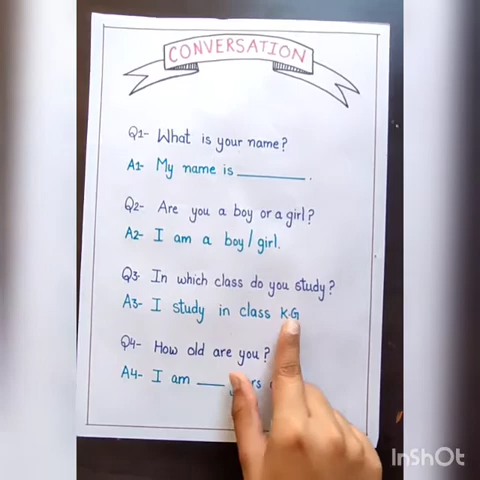 CONVERSATION
Q1- What is your name?
A1- My name is ________.
Q2- Are you a boy or a girl?
A2- I am a boy/girl.
Q3- In which class do you study?
A3- I study in class K.G
Q4- How old are you?
A4- I am ____
InShOt